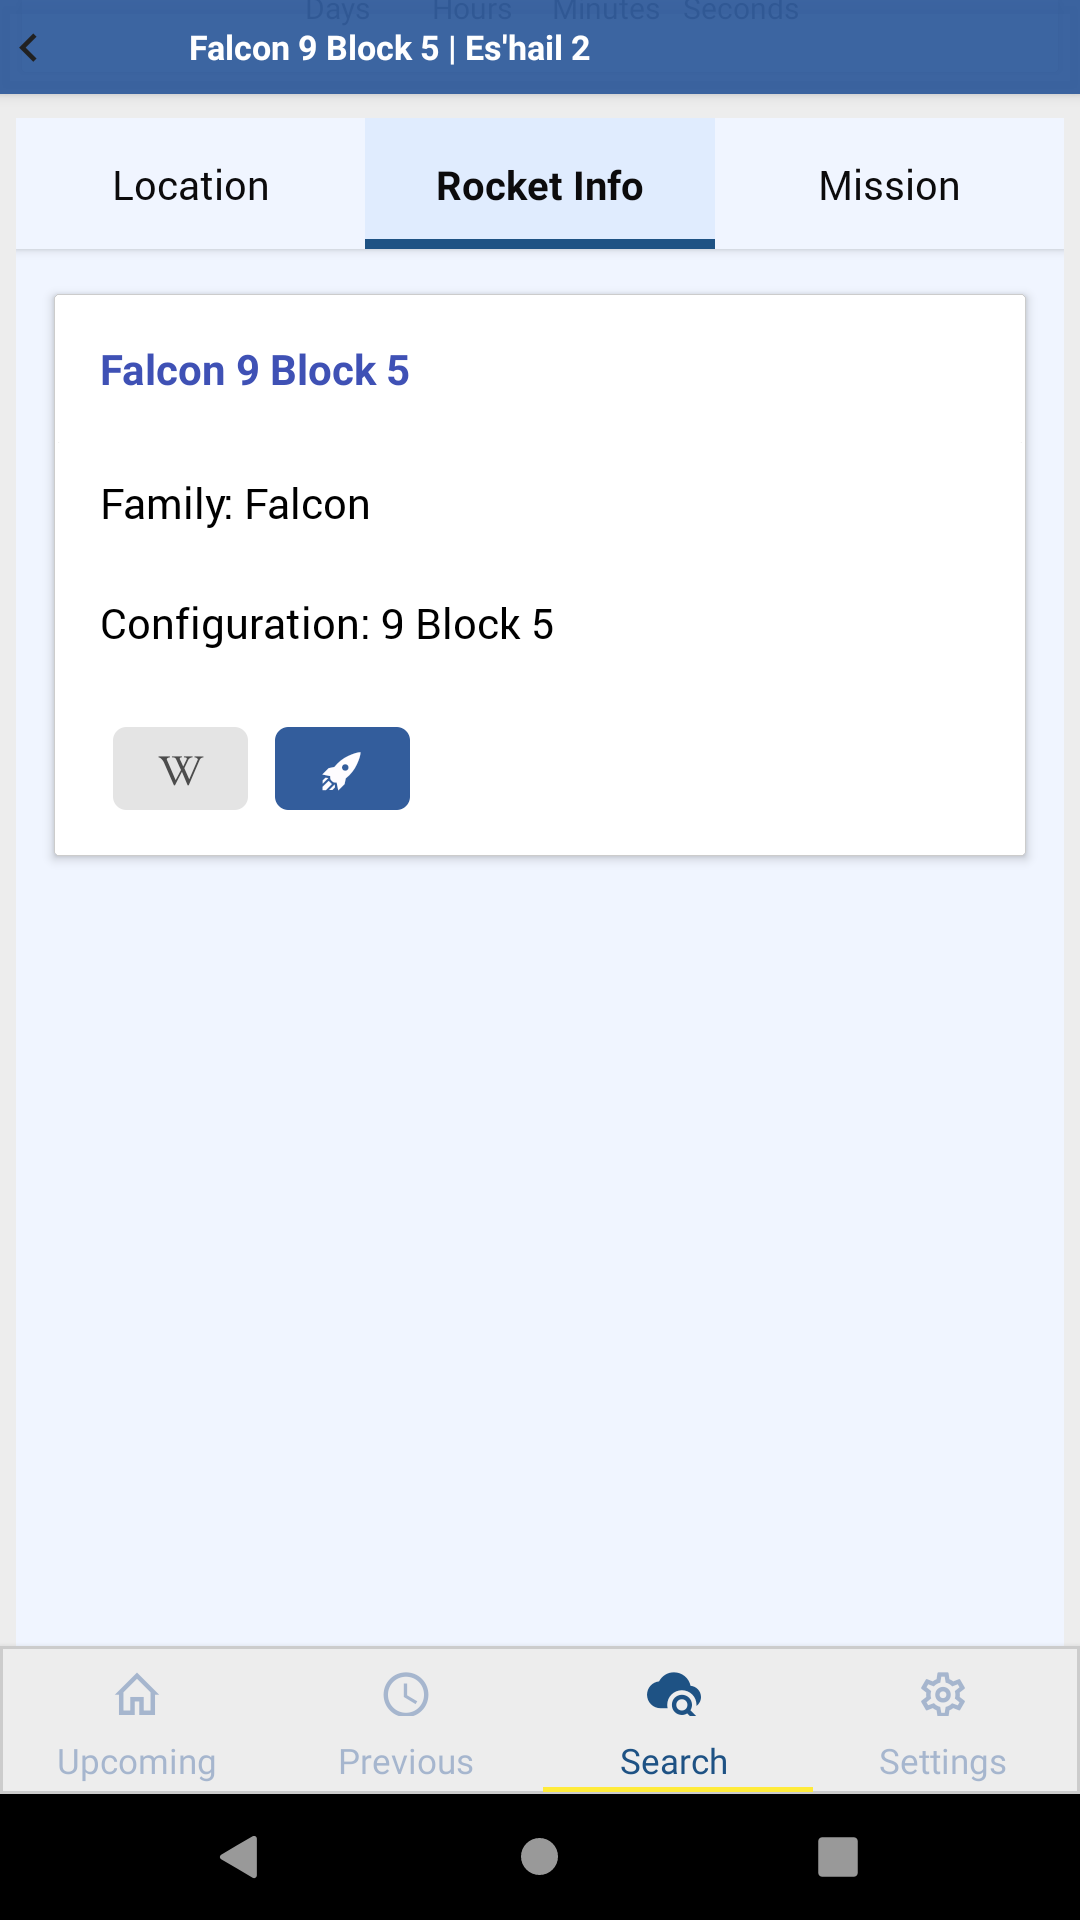 Days Hours Minutes Seconds
Falcon 9 Block 5 | Es'hail 2
Location Rocket Info Mission
Falcon 9 Block 5
Family: Falcon
Configuration: 9 Block 5
W
Upcoming Previous Search Settings